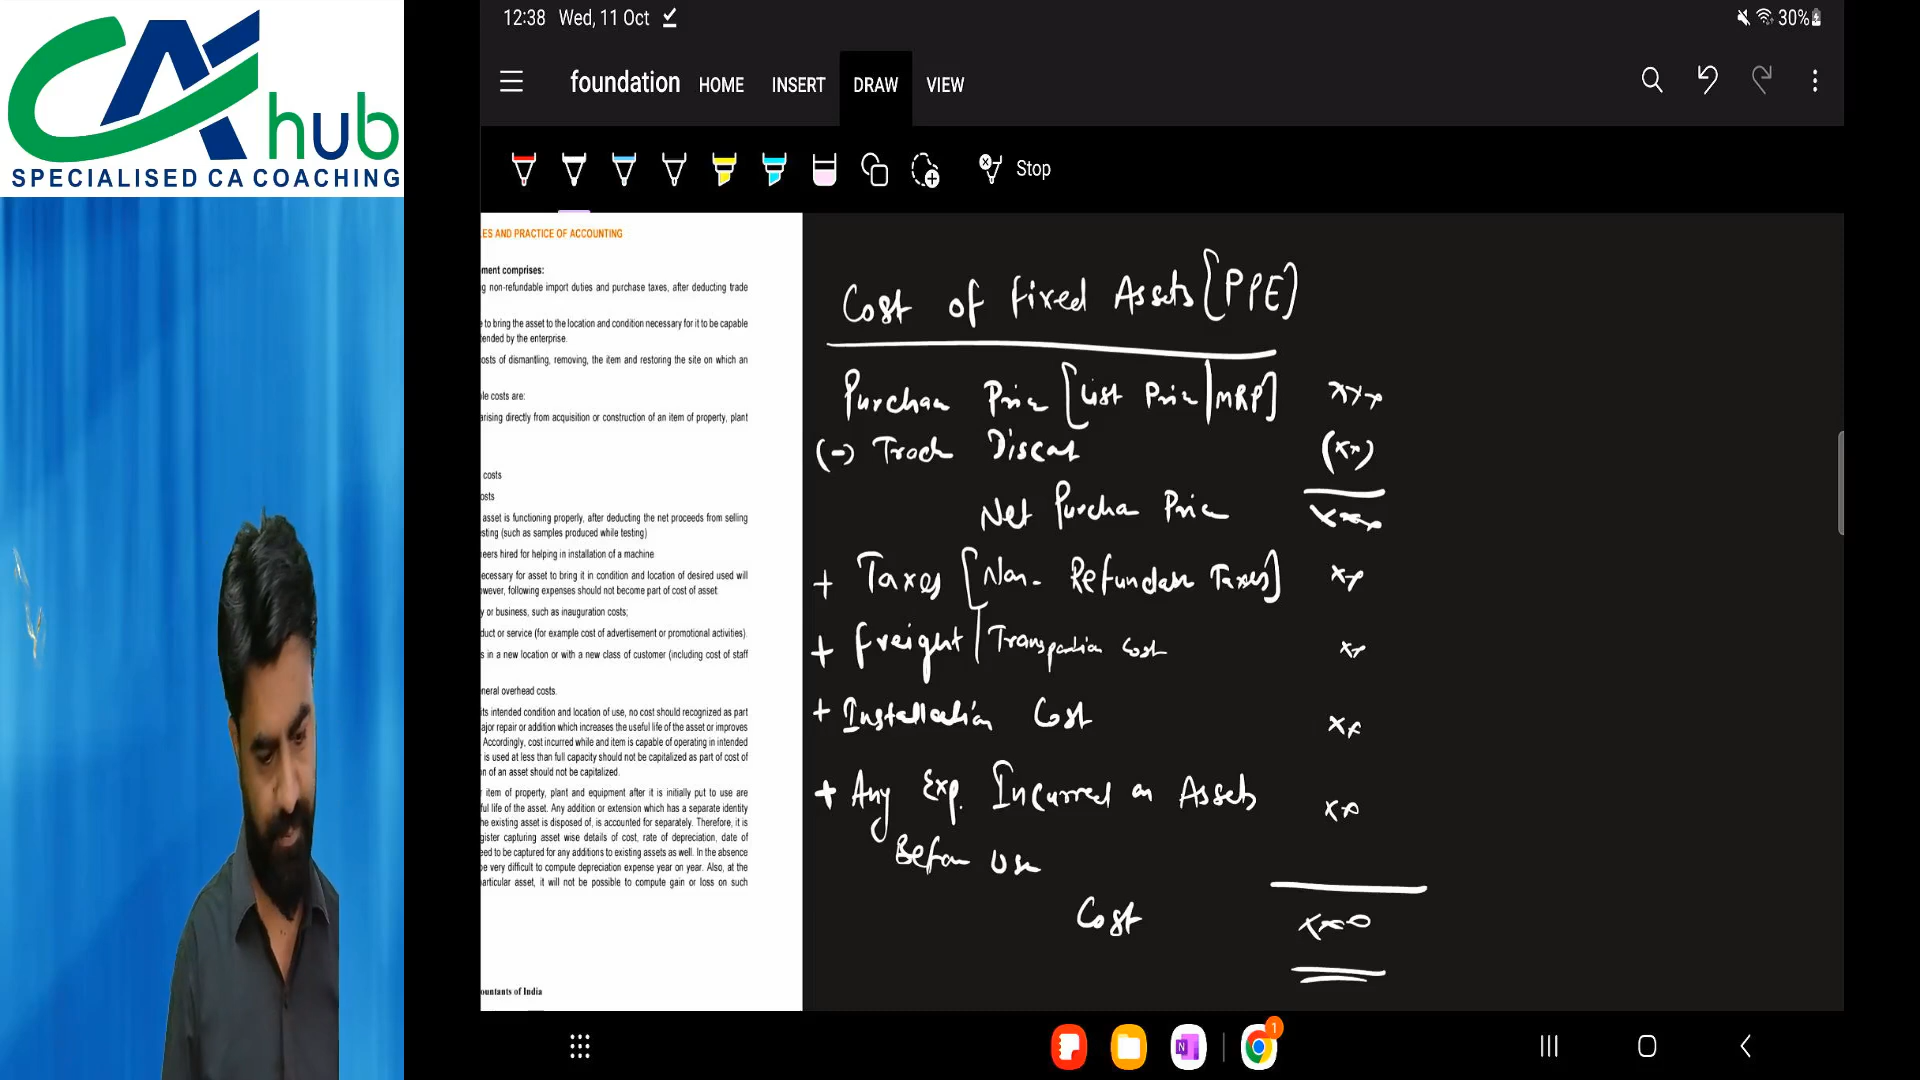 CA hub
SPECIALISED CA COACHING
12:38 Wed, 11 Oct
30%
foundation HOME INSERT DRAW VIEW
Stop
ES AND PRACTICE OF ACCOUNTING
ment comprises:
g non-refundable import duties and purchase taxes, after deducting trade
e to bring the asset to the location and condition necessary for it to be capable
tended by the enterprise.
osts of dismantling, removing, the item and restoring the site on which an
le costs are:
arising directly from acquisition or construction of an item of property, plant
costs
osts
asset is functioning properly, after deducting the net proceeds from selling
sting (such as samples produced while testing)
eers hired for helping in installation of a machine
ecessary for asset to bring it in condition and location of desired used will
owever, following expenses should not become part of cost of asset:
y or business, such as inauguration costs;
duct or service (for example cost of advertisement or promotional activities).
s in a new location or with a new class of customer (including cost of staff
eneral overhead costs.
its intended condition and location of use, no cost should recognized as part
ajor repair or addition which increases the useful life of the asset or improves
Accordingly, cost incurred while and item is capable of operating in intended
r is used at less than full capacity should not be capitalized as part of cost of
n of an asset should not be capitalized.
item of property, plant and equipment after it is initially put to use are
ful life of the asset. Any addition or extension which has a separate identity
he existing asset is disposed of, is accounted for separately. Therefore, it is
gister capturing asset wise details of cost, rate of depreciation, date of
eed to be captured for any additions to existing assets as well. In the absence
be very difficult to compute depreciation expense year on year. Also, at the
particular asset, it will not be possible to compute gain or loss on such
ountants of India
Cost of Fixed Assets [PPE]
Purchase Price [List Price | MRP] xxx
(-) Trade Discount (xx)
Net Purchase Price xxx
+ Taxes [Non-Refundable Taxes] xx
+ Freight | Transportation Cost xx
+ Installation Cost xx
+ Any Exp. Incurred on Assets xx
Before Use
Cost xxx
1